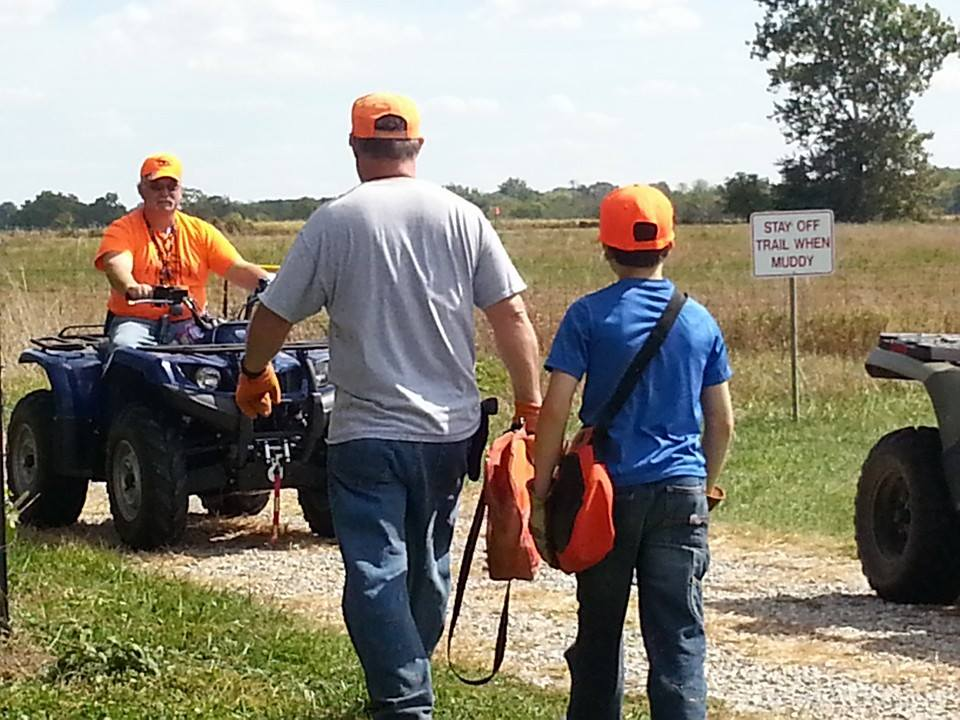 STAY OFF
TRAIL WHEN
MUDDY